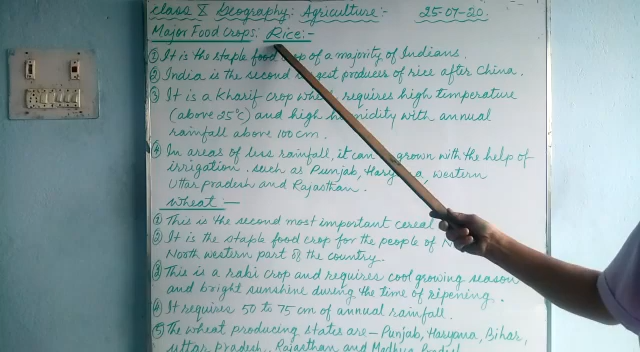 Class X Geography: Agriculture:- 25-07-20.
Major Food Crops: Rice:-
① It is the staple food of a majority of Indians.
② India is the second producer of rice after China.
③ It is a Kharif crop which requires high temperature
(above 25°C) and high humidity with annual
rainfall above 100 cm.
④ In areas of less rainfall, it can grown with the help of
irrigation. such as Punjab, Haryana, western
Uttar pradesh and Rajasthan.
Wheat:—
① This is the second most important cereal
② It is the staple food crop for the people of
North western part of the country.
③ This is a rabi crop and requires cool growing season
and bright sunshine during the time of ripening.
④ It requires 50 to 75 cm of annual rainfall.
⑤ The wheat producing states are — Punjab, Haryana, Bihar,
Uttar Pradesh, Rajasthan and Madhya Pradesh